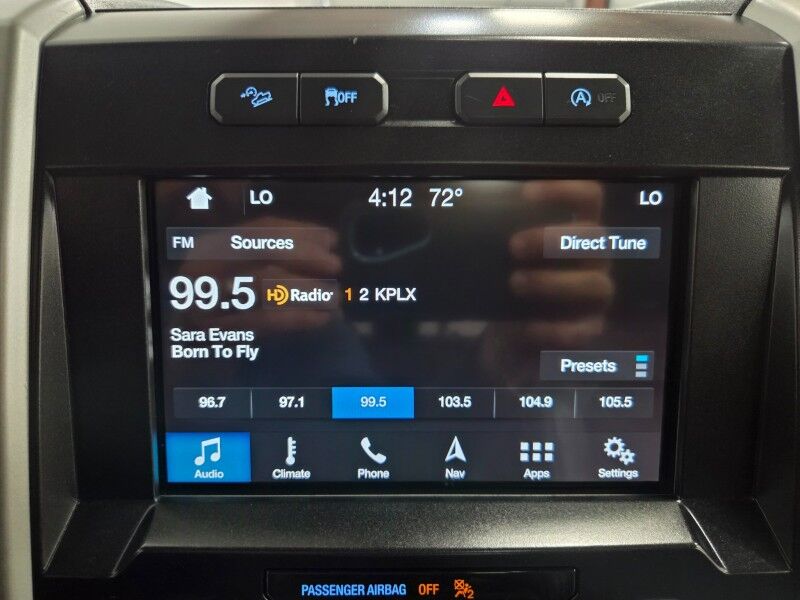 OFF A OFF
LO 4:12 72° LO
FM Sources Direct Tune
99.5 HD Radio 1 2 KPLX
Sara Evans
Born To Fly
Presets
96.7 97.1 99.5 103.5 104.9 105.5
Audio Climate Phone Nav Apps Settings
PASSENGER AIRBAG OFF 2